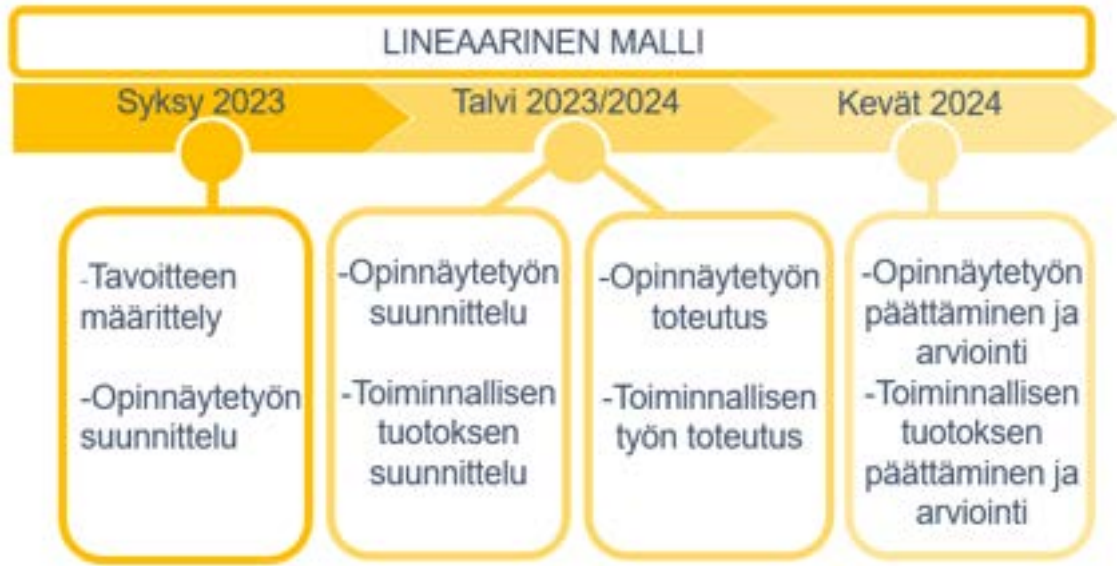 LINEAARINEN MALLI
Syksy 2023
Talvi 2023/2024
Kevät 2024
-Tavoitteen
määrittely
-Opinnäytetyön
suunnittelu
-Opinnäytetyön
suunnittelu
-Toiminnallisen
tuotoksen
suunnittelu
-Opinnäytetyön
toteutus
-Toiminnallisen
työn toteutus
-Opinnäytetyön
päättäminen ja
arviointi
-Toiminnallisen
tuotoksen
päättäminen ja
arviointi